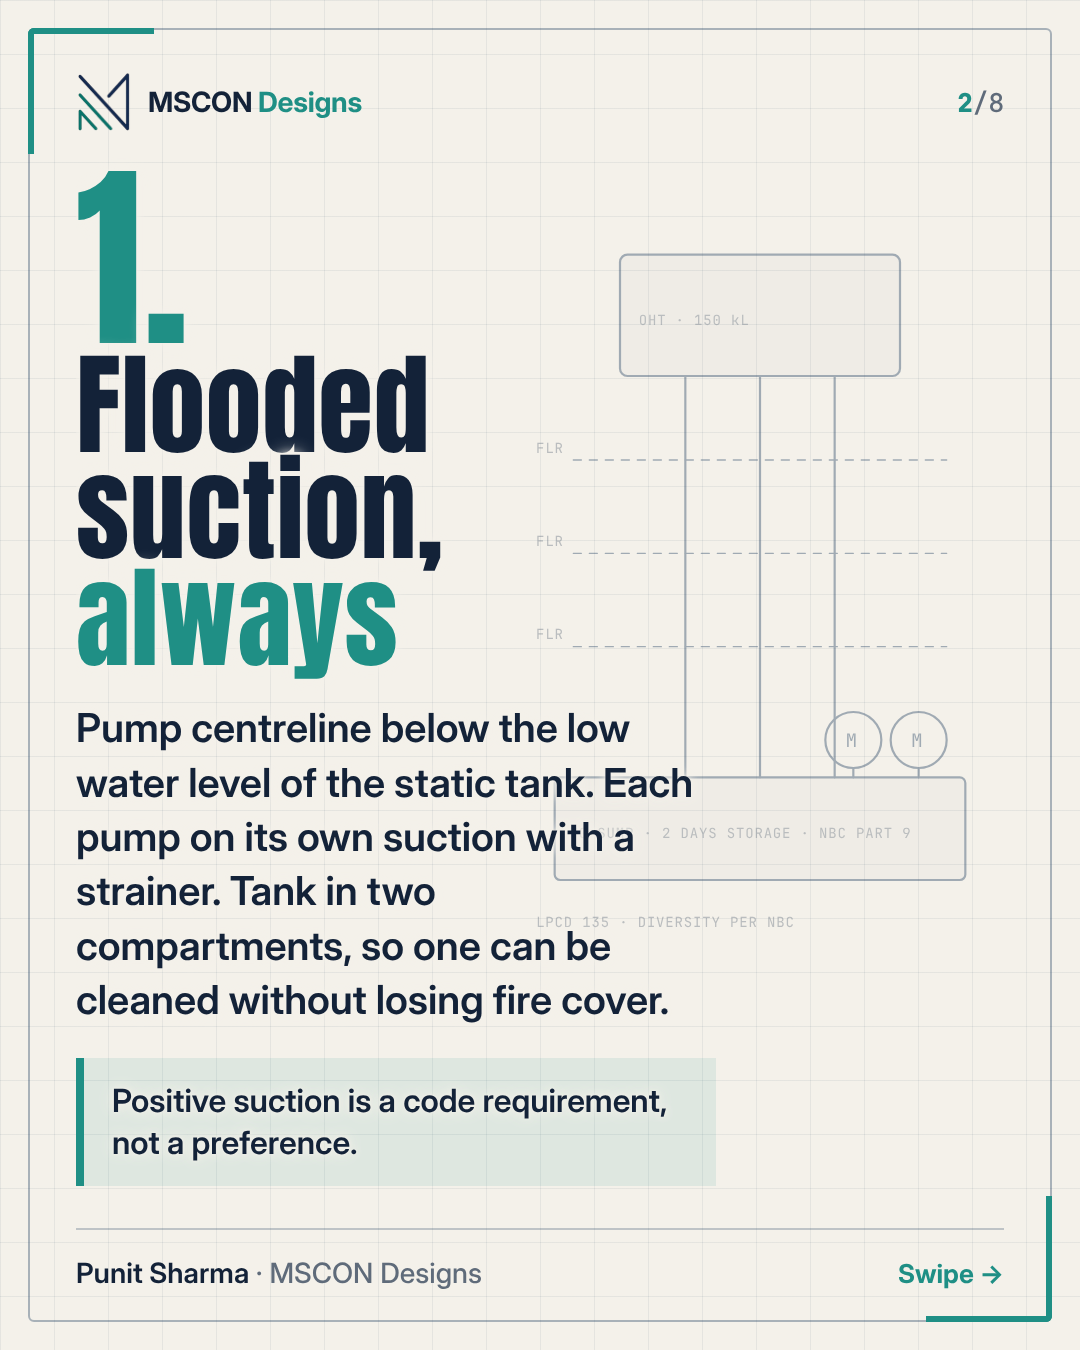 MSCON Designs
2/8
1.
Flooded
suction,
always
OHT · 150 kL
FLR
FLR
FLR
M M
· 2 DAYS STORAGE · NBC PART 9
LPCD 135 · DIVERSITY PER NBC
Pump centreline below the low
water level of the static tank. Each
pump on its own suction with a
strainer. Tank in two
compartments, so one can be
cleaned without losing fire cover.
Positive suction is a code requirement,
not a preference.
Punit Sharma · MSCON Designs
Swipe →